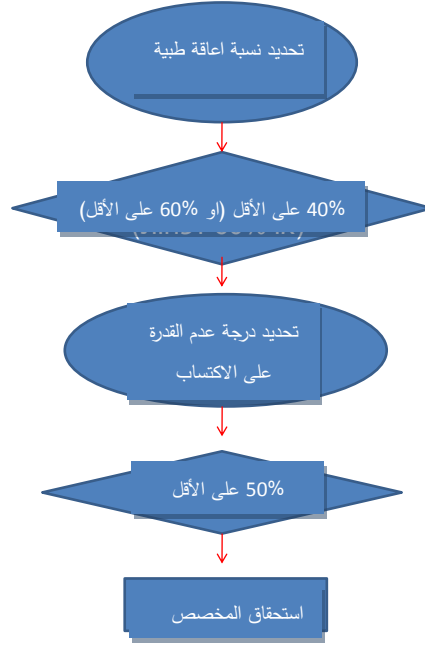 تحديد نسبة اعاقة طبية
40% على الأقل (او 60% على الأقل)
تحديد درجة عدم القدرة
على الاكتساب
50% على الأقل
استحقاق المخصص